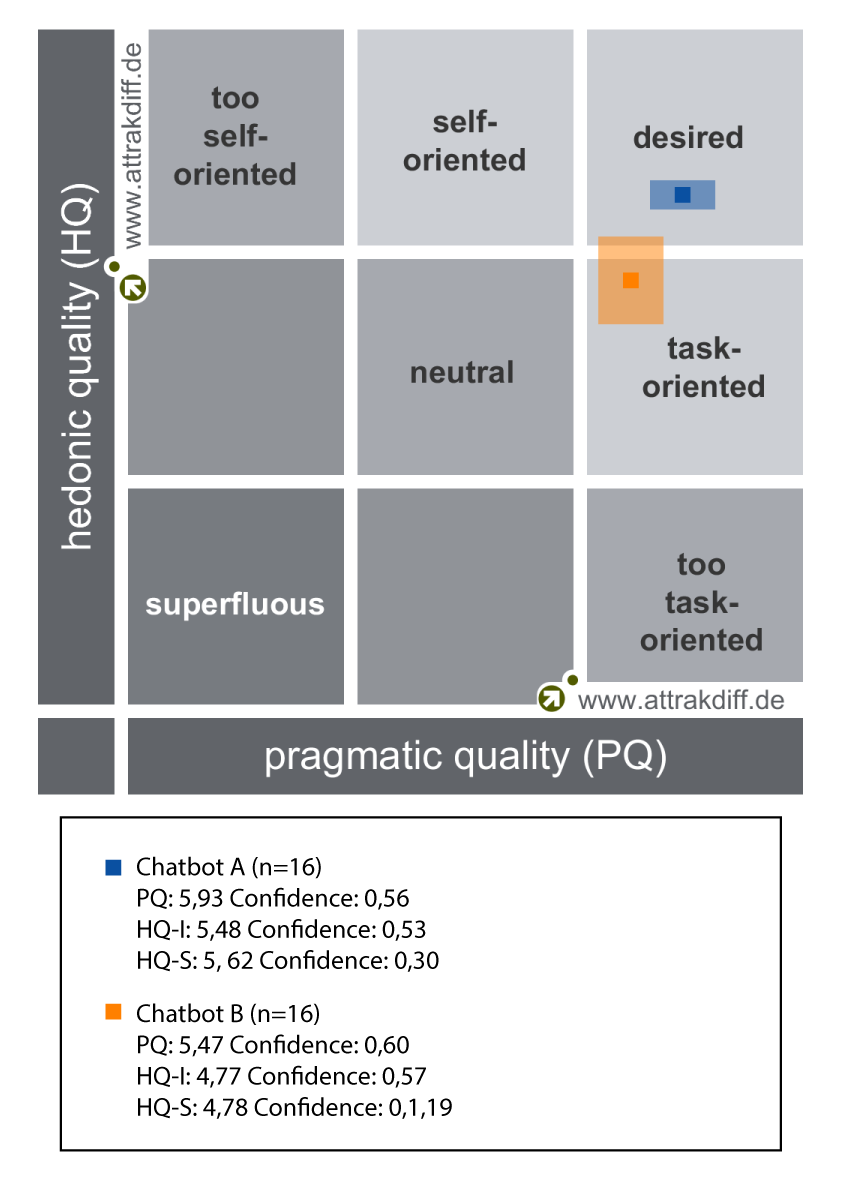 hedonic quality (HQ)
www.attrakdiff.de
too
self-
oriented
self-
oriented
desired
neutral
task-
oriented
superfluous
too
task-
oriented
www.attrakdiff.de
pragmatic quality (PQ)
Chatbot A (n=16)
PQ: 5,93 Confidence: 0,56
HQ-I: 5,48 Confidence: 0,53
HQ-S: 5, 62 Confidence: 0,30
Chatbot B (n=16)
PQ: 5,47 Confidence: 0,60
HQ-I: 4,77 Confidence: 0,57
HQ-S: 4,78 Confidence: 0,1,19